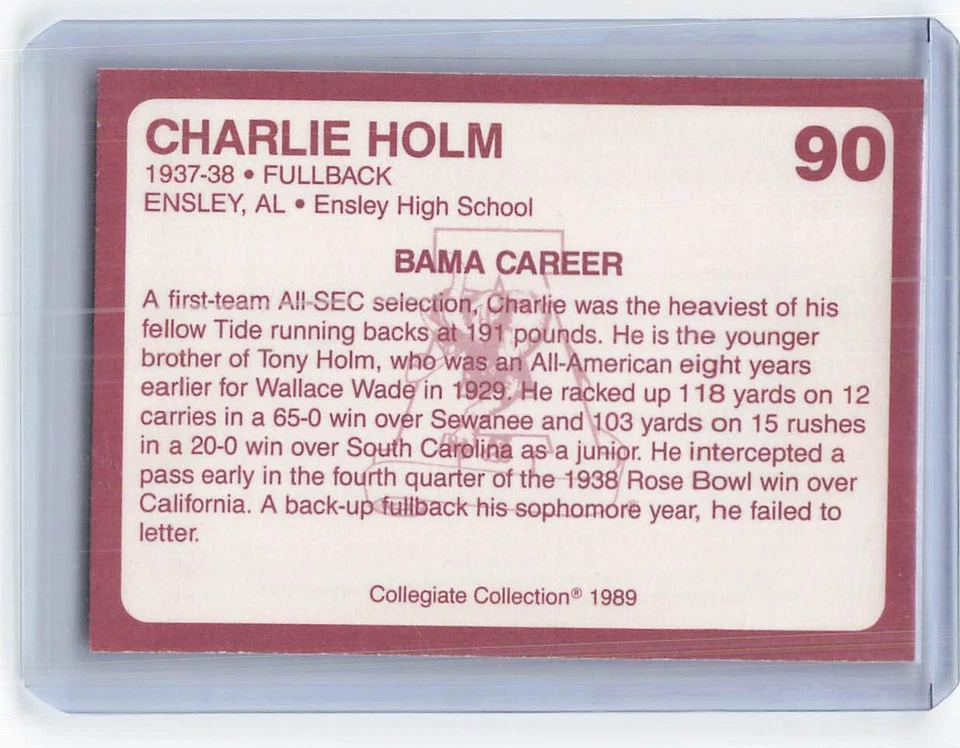 CHARLIE HOLM
90
1937-38 • FULLBACK
ENSLEY, AL • Ensley High School
BAMA CAREER
A first-team All-SEC selection, Charlie was the heaviest of his
fellow Tide running backs at 191 pounds. He is the younger
brother of Tony Holm, who was an All-American eight years
earlier for Wallace Wade in 1929. He racked up 118 yards on 12
carries in a 65-0 win over Sewanee and 103 yards on 15 rushes
in a 20-0 win over South Carolina as a junior. He intercepted a
pass early in the fourth quarter of the 1938 Rose Bowl win over
California. A back-up fullback his sophomore year, he failed to
letter.
Collegiate Collection® 1989